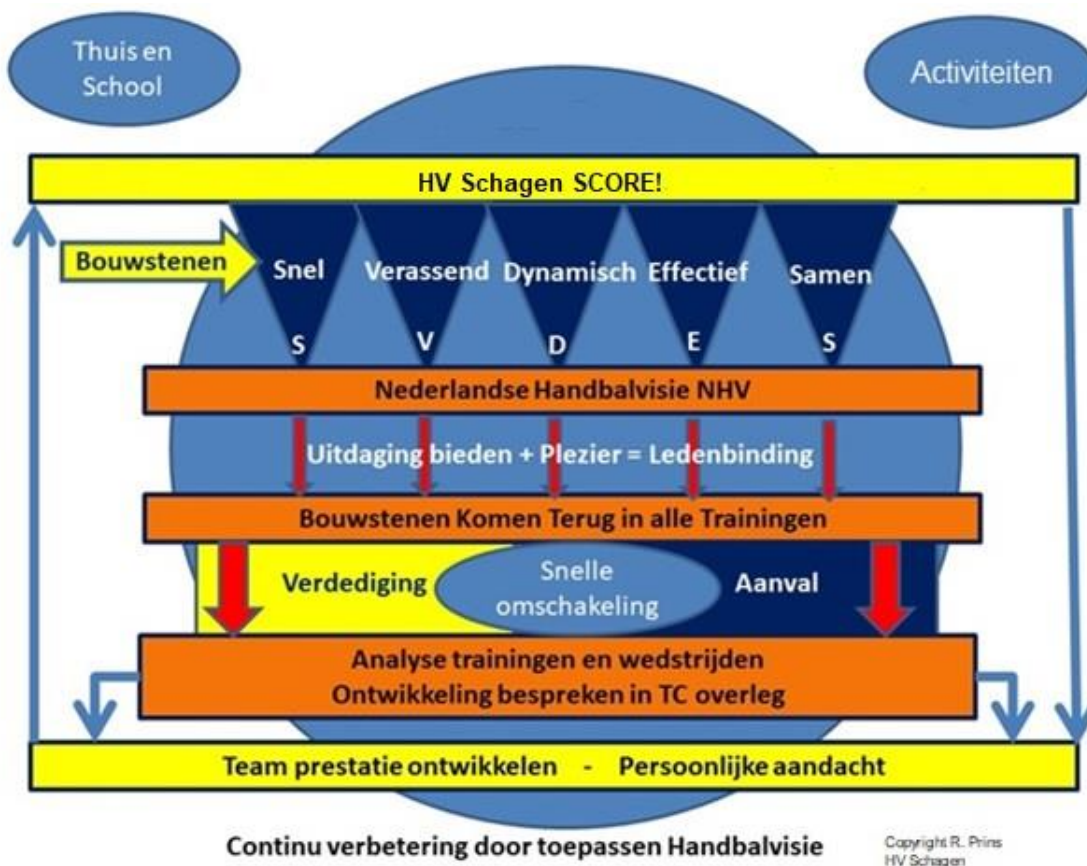 Thuis en
School
Activiteiten
HV Schagen SCORE!
Bouwstenen
Snel
Verassend
Dynamisch
Effectief
Samen
S
V
D
E
S
Nederlandse Handbalvisie NHV
Uitdaging bieden + Plezier = Ledenbinding
Bouwstenen Komen Terug in alle Trainingen
Verdediging
Snelle
omschakeling
Aanval
Analyse trainingen en wedstrijden
Ontwikkeling bespreken in TC overleg
Team prestatie ontwikkelen - Persoonlijke aandacht
Continu verbetering door toepassen Handbalvisie
Copyright R. Prins
HV Schagen